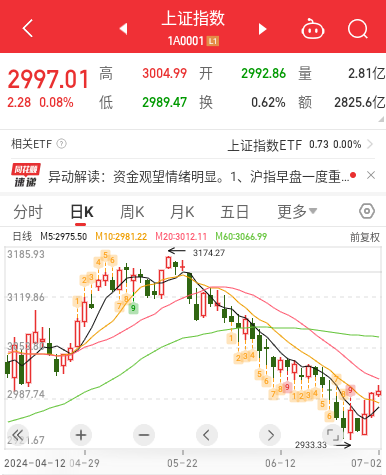 上证指数
1A0001 L1
2997.01 高 3004.99 开 2992.86 量 2.81亿
2.28 0.08% 低 2989.47 换 0.62% 额 2825.6亿
相关ETF ? 上证指数ETF 0.73 0.00%
同花顺 速递 异动解读：资金观望情绪明显。1、沪指早盘一度重...
分时 日K 周K 月K 五日 更多
日线 M5:2975.50 M10:2981.22 M20:3012.11 M60:3066.99 前复权
3185.93
3174.27
3119.86
2987.74
2933.33
2024-04-12 04-29 05-22 06-12 07-02